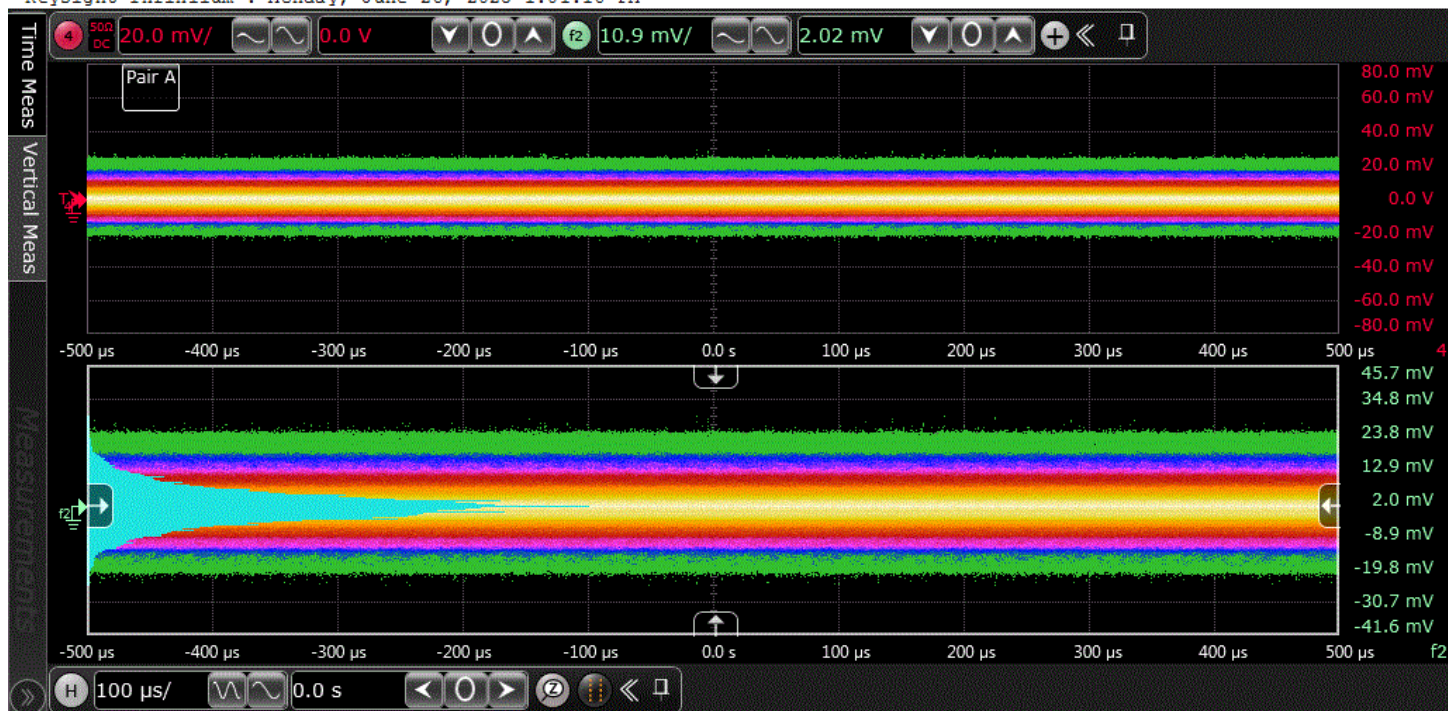 4 50Ω DC 20.0 mV/ 0.0 V f2 10.9 mV/ 2.02 mV
Time Meas
Vertical Meas
Measurements
Pair A
80.0 mV
60.0 mV
40.0 mV
20.0 mV
0.0 V
-20.0 mV
-40.0 mV
-60.0 mV
-80.0 mV
-500 µs -400 µs -300 µs -200 µs -100 µs 0.0 s 100 µs 200 µs 300 µs 400 µs 500 µs 4
45.7 mV
34.8 mV
23.8 mV
12.9 mV
2.0 mV
f2
-8.9 mV
-19.8 mV
-30.7 mV
-41.6 mV
-500 µs -400 µs -300 µs -200 µs -100 µs 0.0 s 100 µs 200 µs 300 µs 400 µs 500 µs f2
H 100 µs/ 0.0 s Z